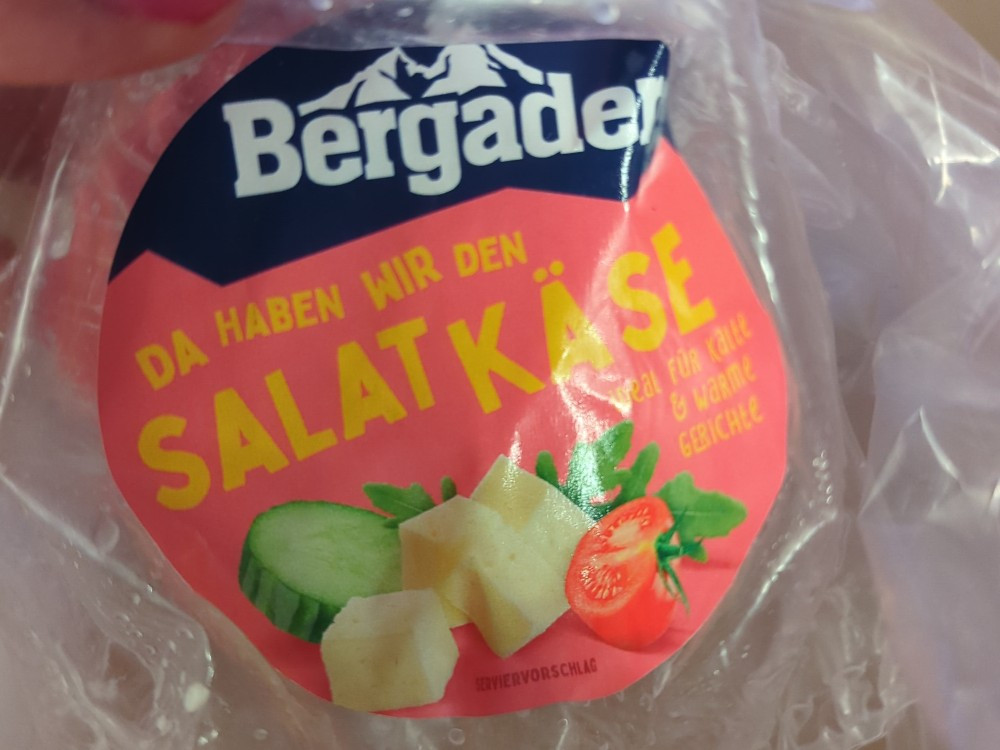 Bergader
DA HABEN WIR DEN
SALATKÄSE
ideal FÜR KALTE
& WARME
GERICHTE
SERVIERVORSCHLAG